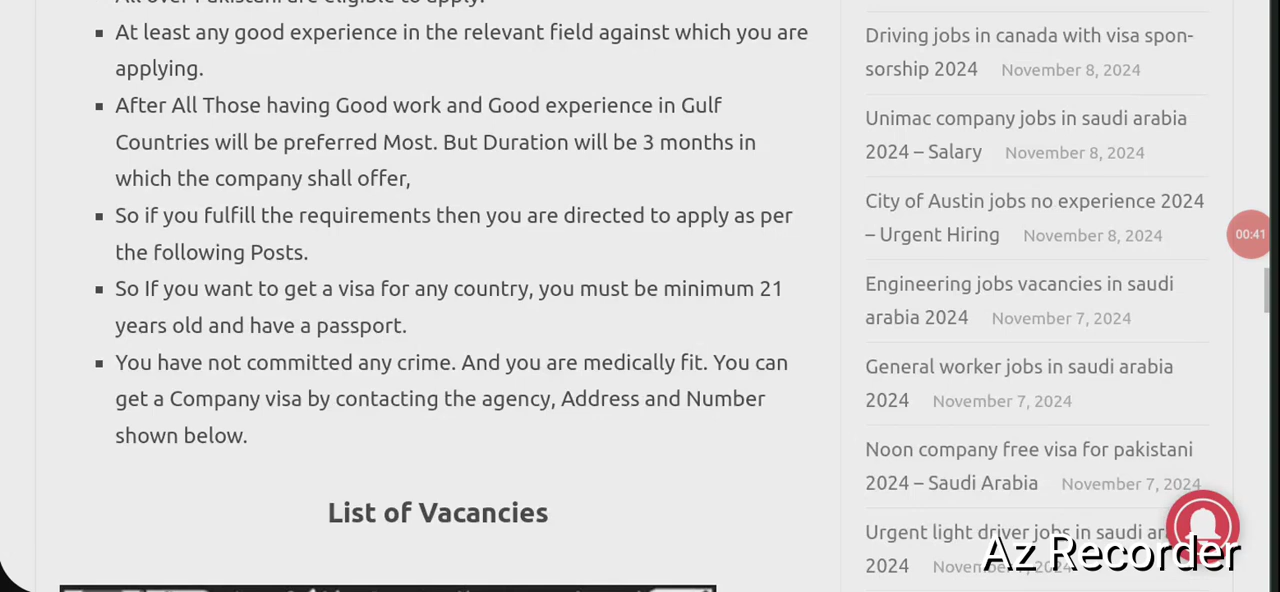 At least any good experience in the relevant field against which you are
applying.
After All Those having Good work and Good experience in Gulf
Countries will be preferred Most. But Duration will be 3 months in
which the company shall offer,
So if you fulfill the requirements then you are directed to apply as per
the following Posts.
So If you want to get a visa for any country, you must be minimum 21
years old and have a passport.
You have not committed any crime. And you are medically fit. You can
get a Company visa by contacting the agency, Address and Number
shown below.
List of Vacancies
Driving jobs in canada with visa spon-
sorship 2024 November 8, 2024
Unimac company jobs in saudi arabia
2024 – Salary November 8, 2024
City of Austin jobs no experience 2024
– Urgent Hiring November 8, 2024
Engineering jobs vacancies in saudi
arabia 2024 November 7, 2024
General worker jobs in saudi arabia
2024 November 7, 2024
Noon company free visa for pakistani
2024 – Saudi Arabia November 7, 2024
Urgent light driver jobs in saudi
2024
00:41
Az Recorder